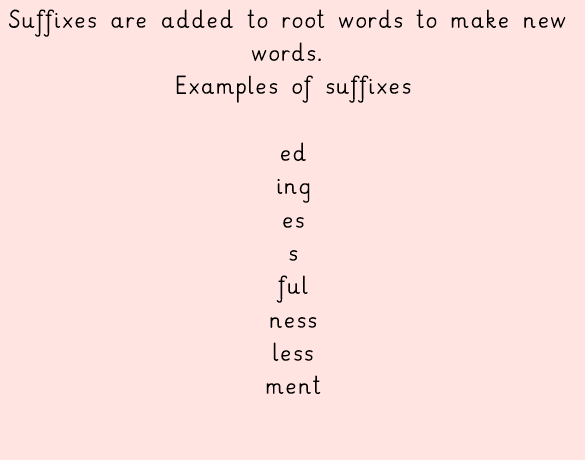 Suffixes are added to root words to make new
words.
Examples of suffixes
ed
ing
es
s
ful
ness
less
ment